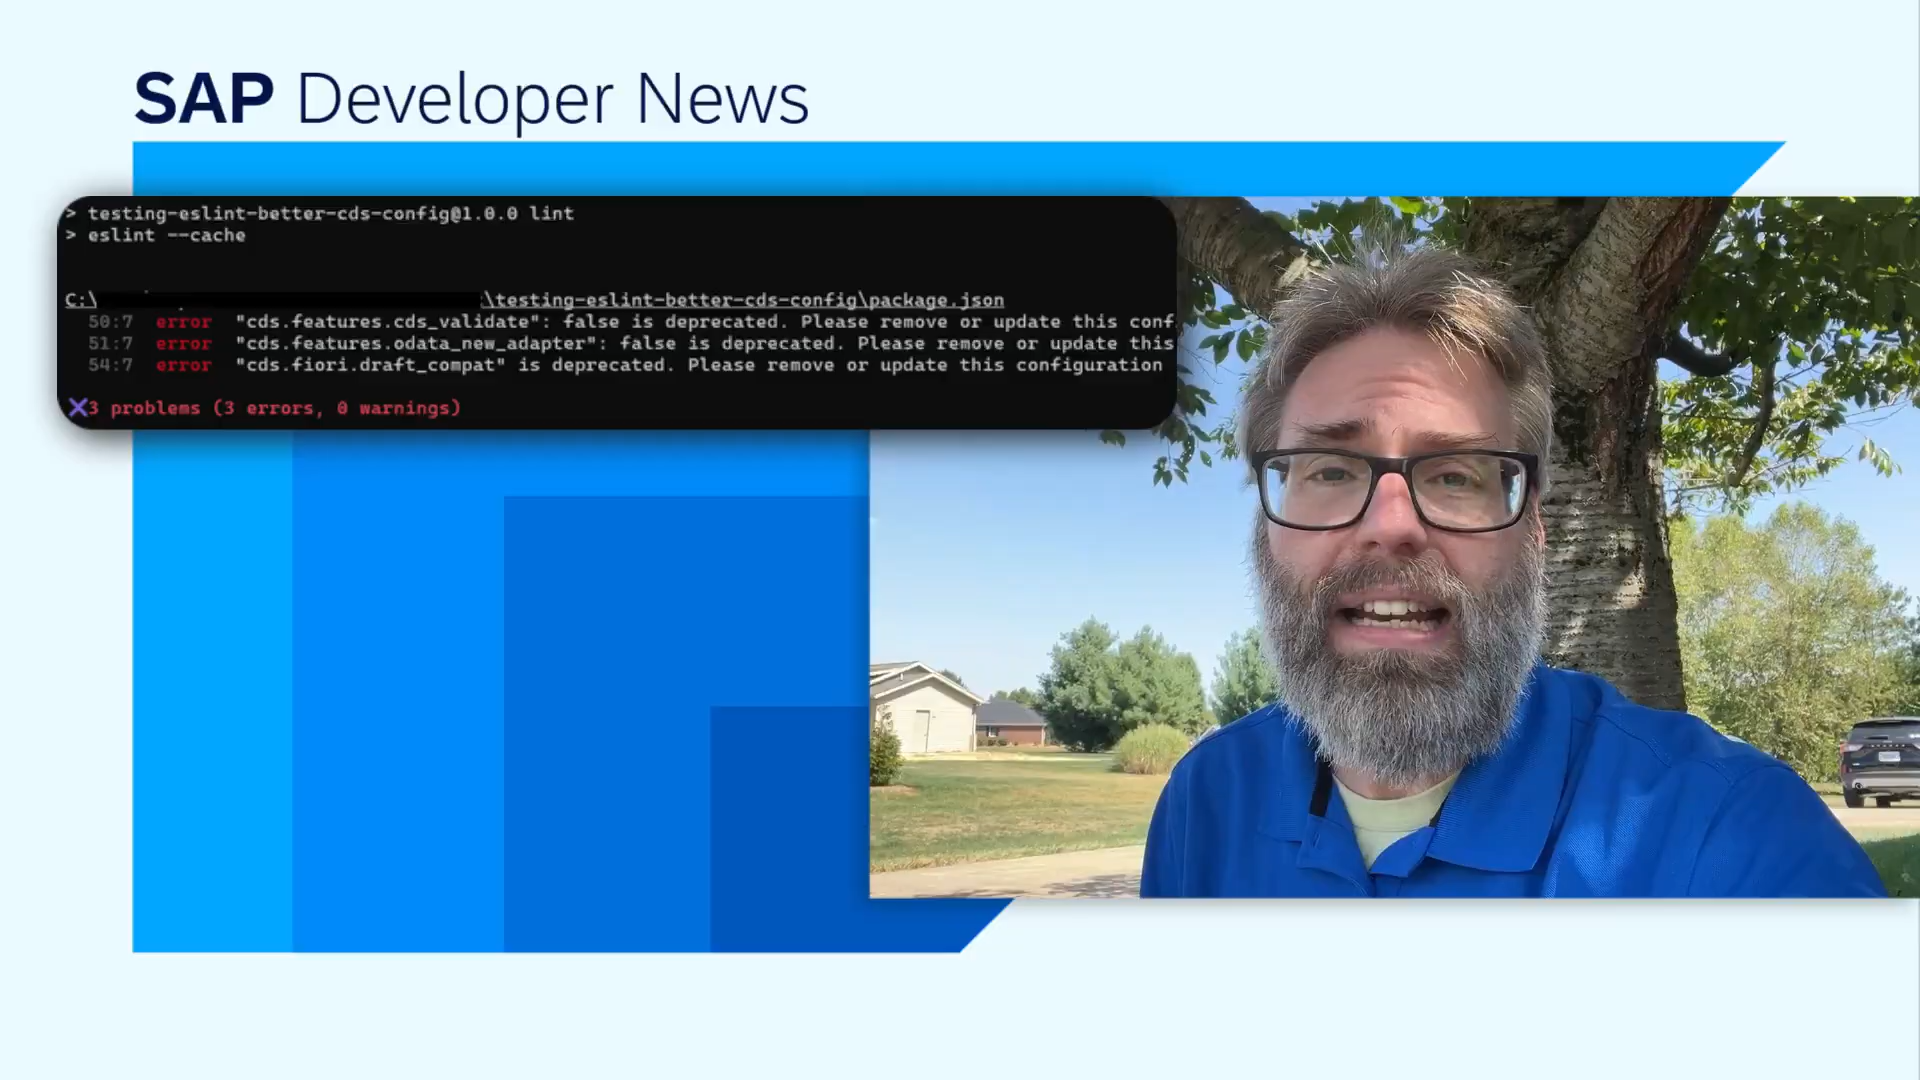 SAP Developer News
> testing-eslint-better-cds-config@1.0.0 lint
> eslint --cache
C:\ \testing-eslint-better-cds-config\package.json
50:7 error "cds.features.cds_validate": false is deprecated. Please remove or update this conf
51:7 error "cds.features.odata_new_adapter": false is deprecated. Please remove or update this
54:7 error "cds.fiori.draft_compat" is deprecated. Please remove or update this configuration
✕3 problems (3 errors, 0 warnings)